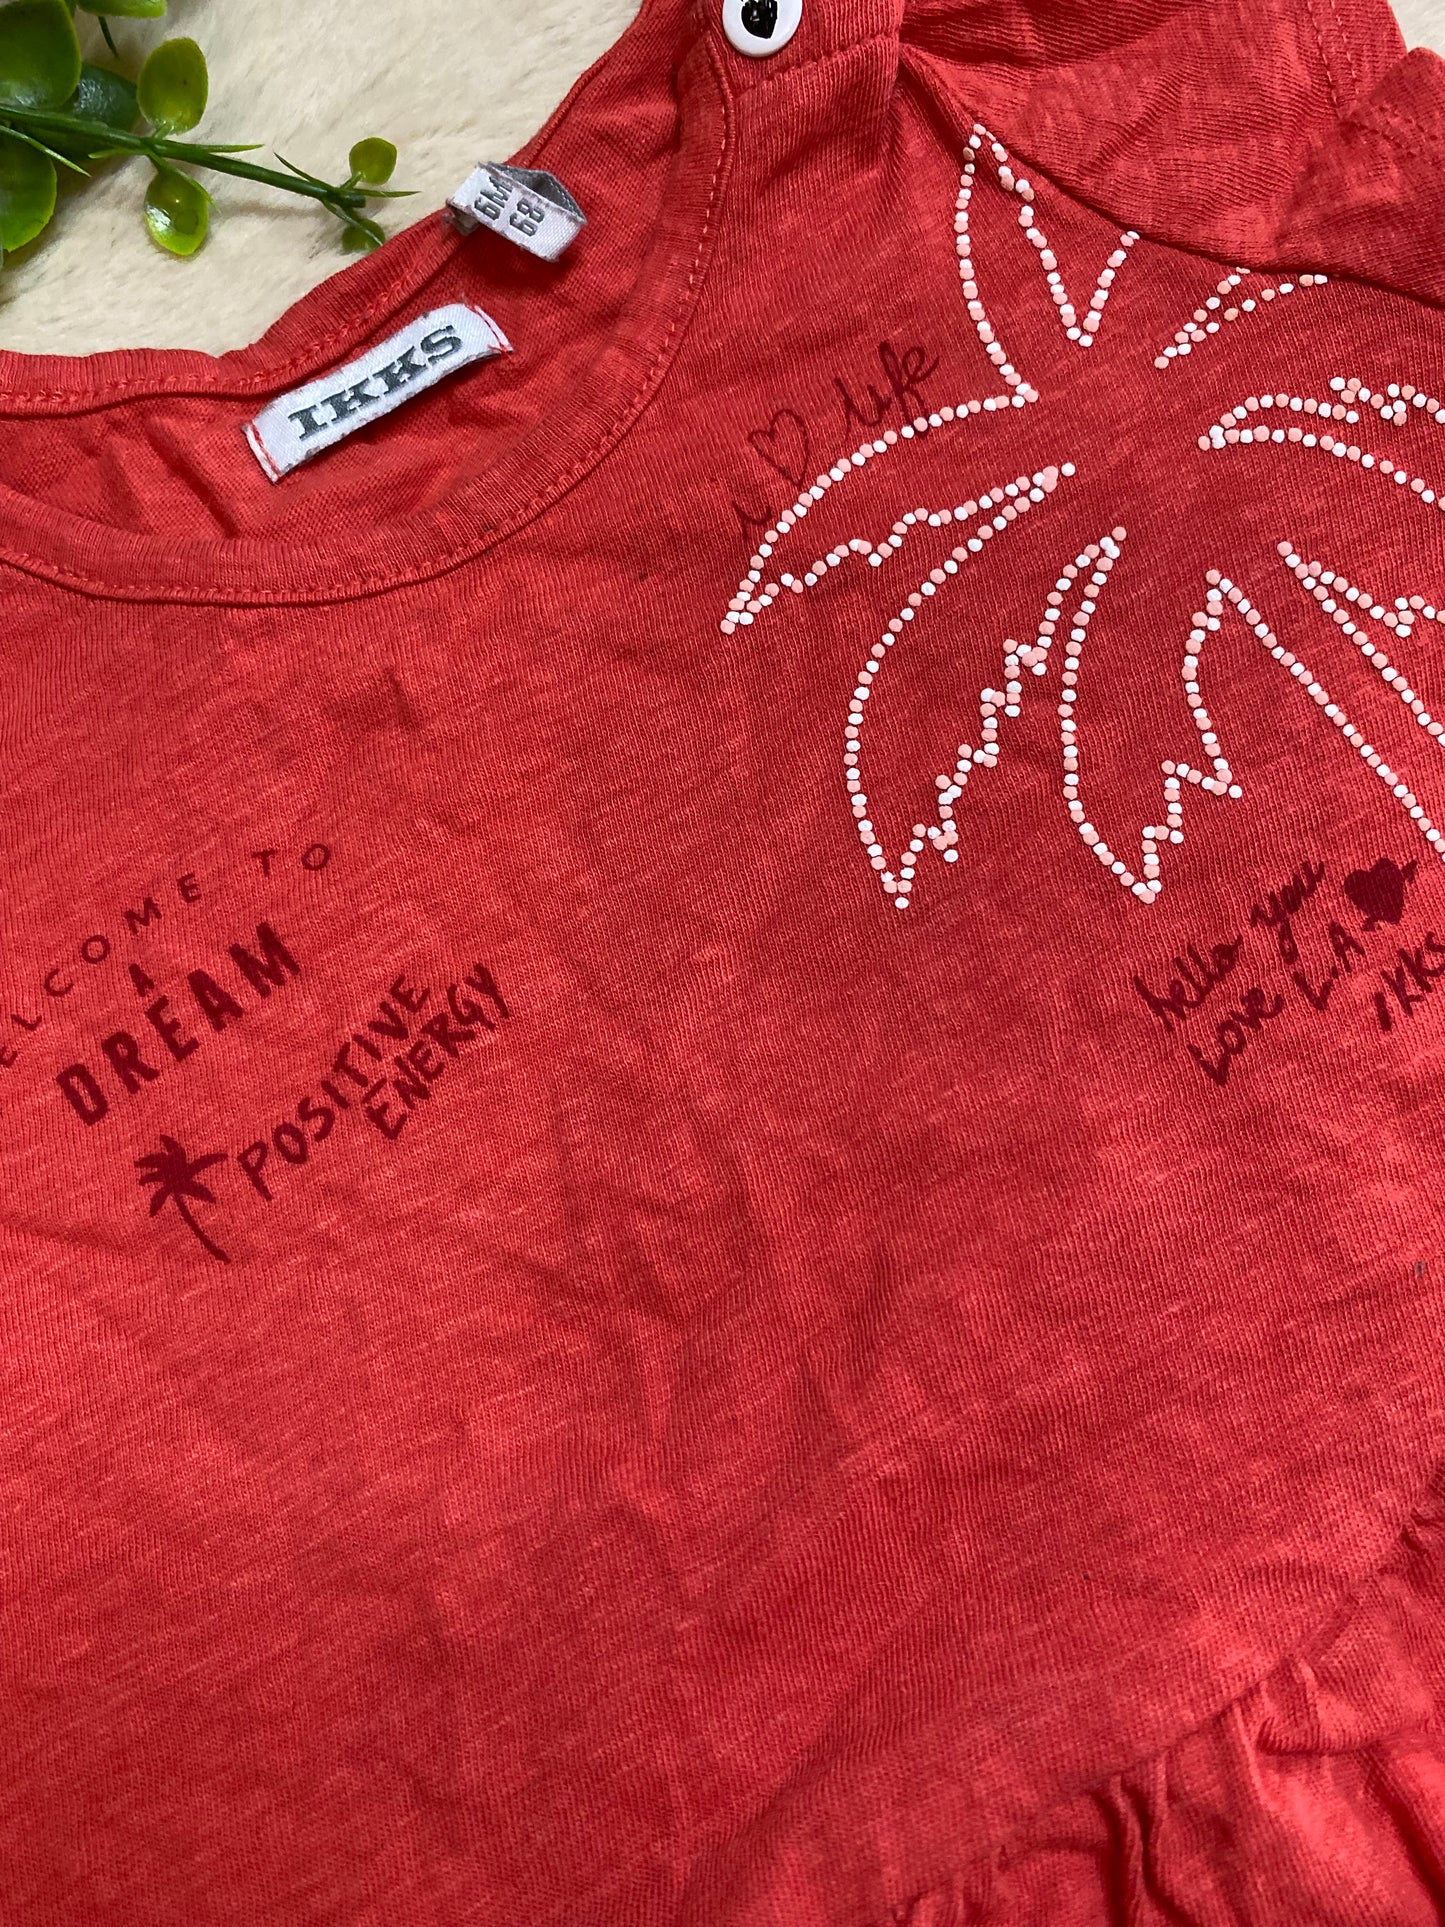 6M
68
IKKS
i life
ELCOME TO
A
DREAM
POSITIVE
ENERGY
hello you
LOVE L.A
IKKS